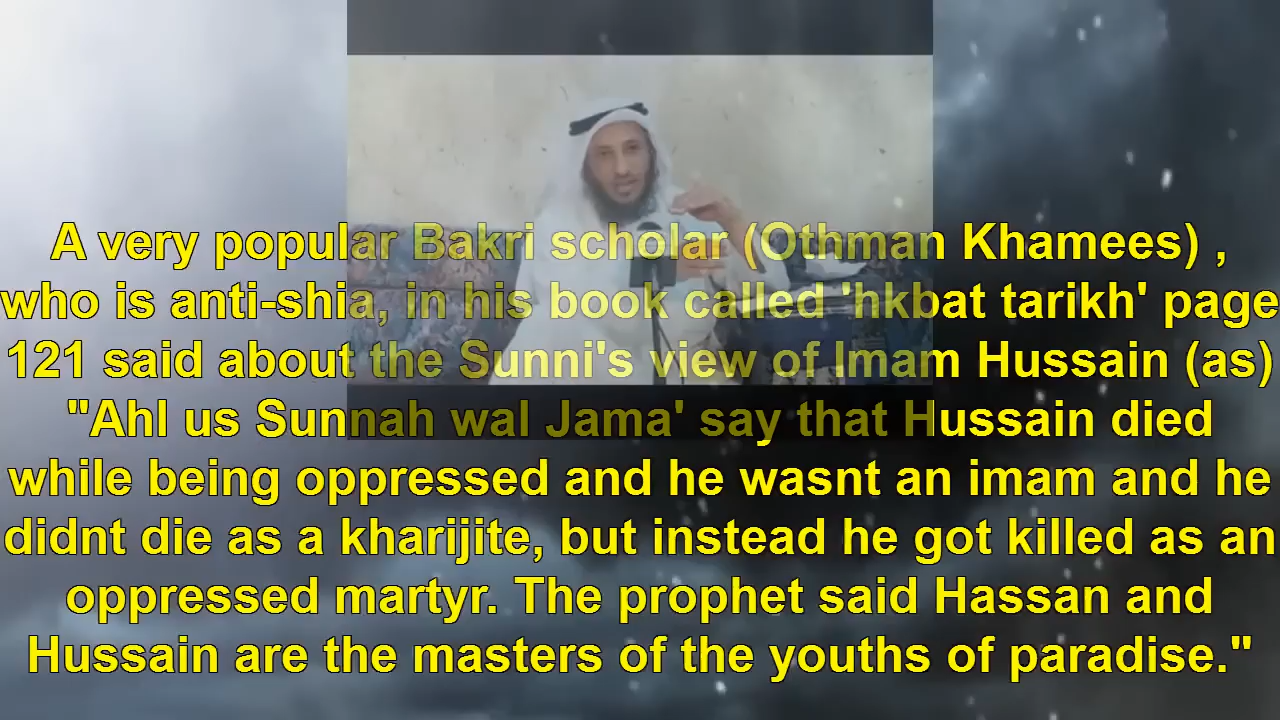 A very popular Bakri scholar (Othman Khamees) ,
who is anti-shia, in his book called 'hkbat tarikh' page
121 said about the Sunni's view of Imam Hussain (as)
"Ahl us Sunnah wal Jama' say that Hussain died
while being oppressed and he wasnt an imam and he
didnt die as a kharijite, but instead he got killed as an
oppressed martyr. The prophet said Hassan and
Hussain are the masters of the youths of paradise."